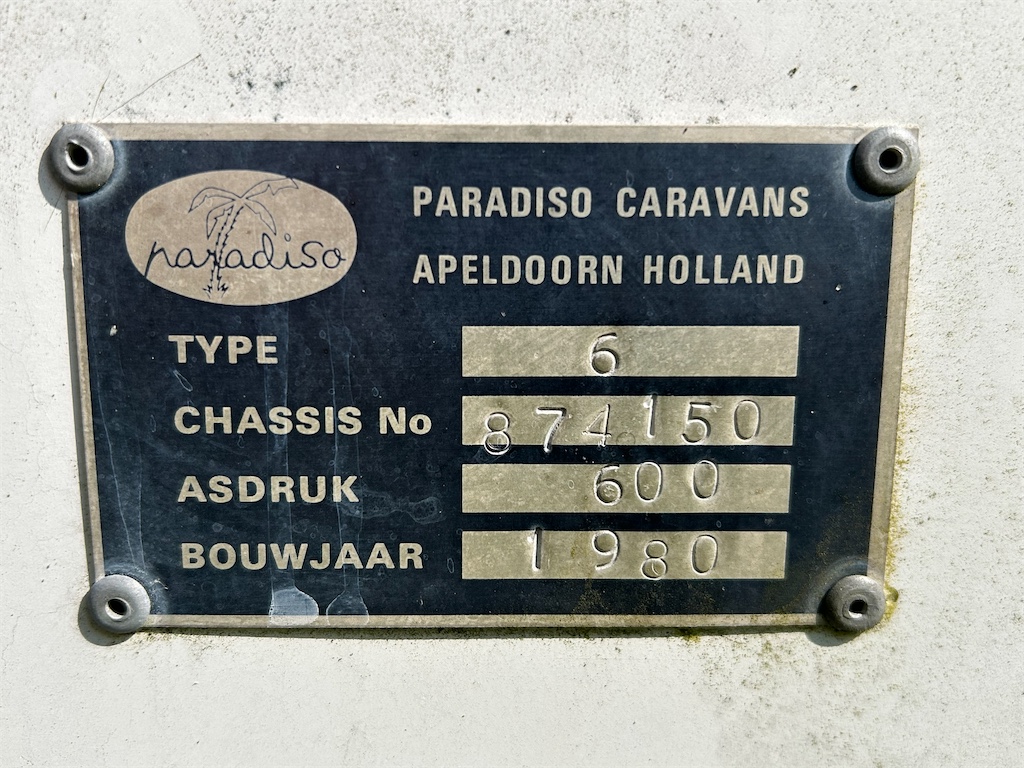 paradiso
PARADISO CARAVANS
APELDOORN HOLLAND
TYPE 6
CHASSIS No 874150
ASDRUK 600
BOUWJAAR 1980